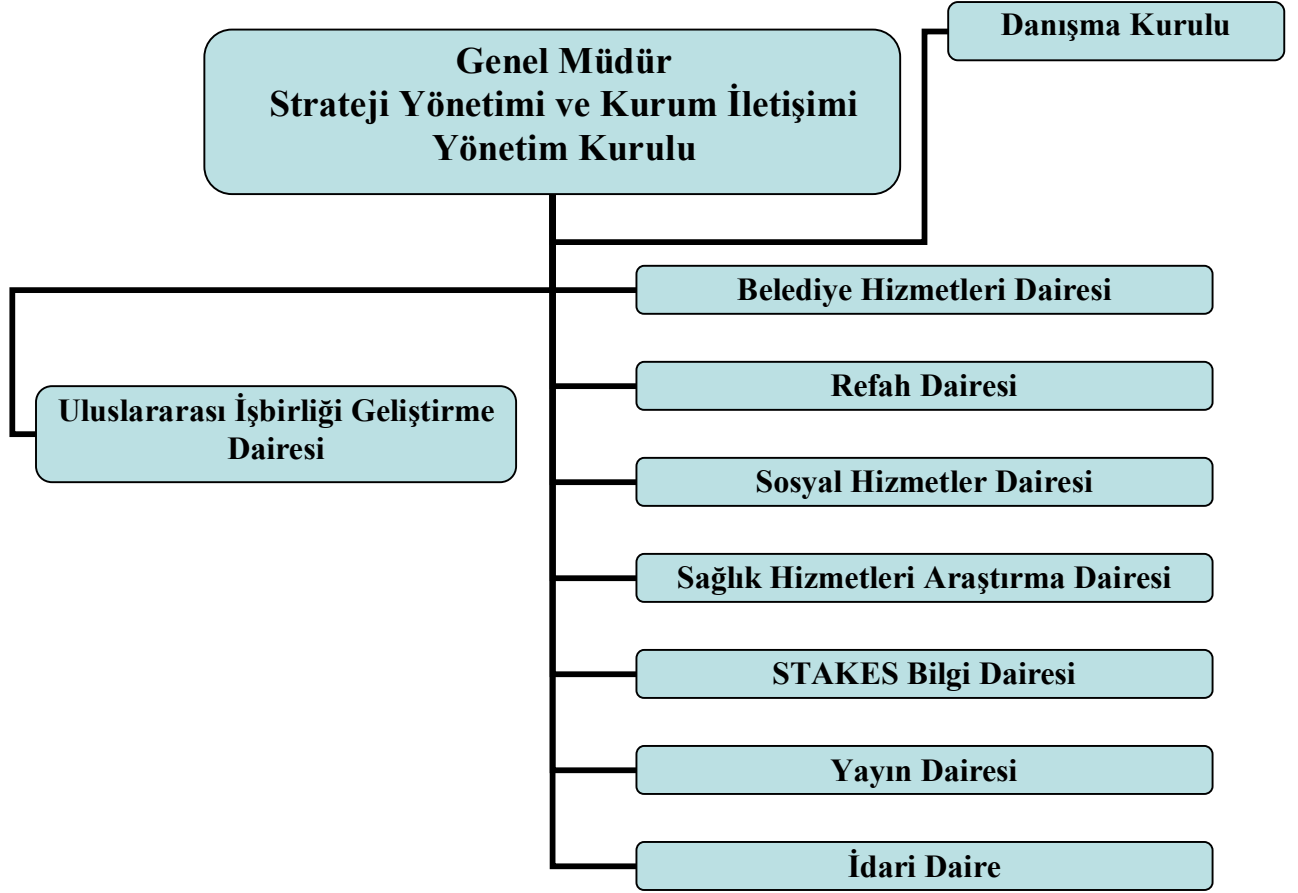 Danışma Kurulu
Genel Müdür
Strateji Yönetimi ve Kurum İletişimi
Yönetim Kurulu
Belediye Hizmetleri Dairesi
Refah Dairesi
Uluslararası İşbirliği Geliştirme
Dairesi
Sosyal Hizmetler Dairesi
Sağlık Hizmetleri Araştırma Dairesi
STAKES Bilgi Dairesi
Yayın Dairesi
İdari Daire